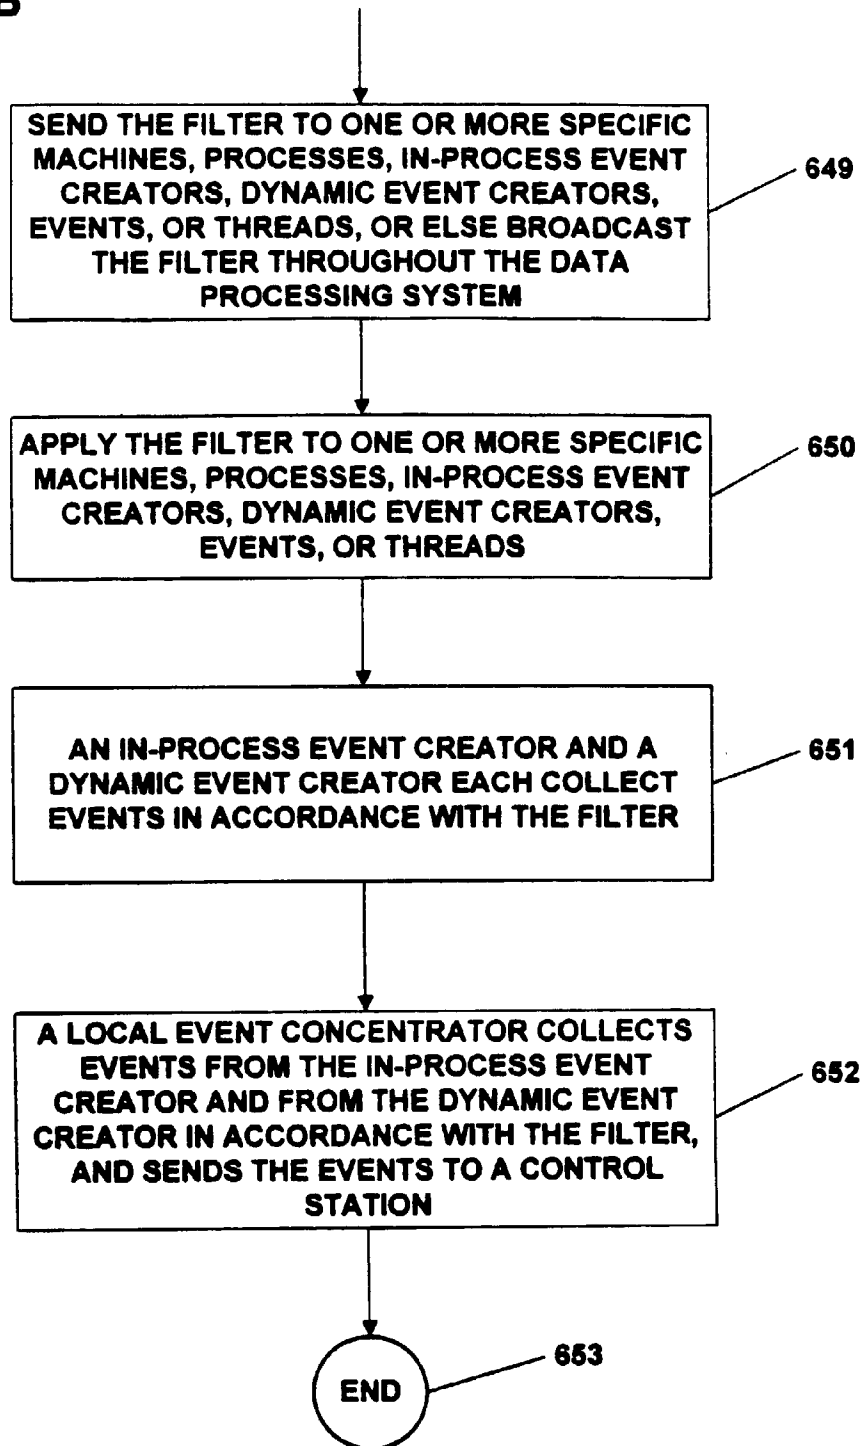 B
SEND THE FILTER TO ONE OR MORE SPECIFIC
MACHINES, PROCESSES, IN-PROCESS EVENT
CREATORS, DYNAMIC EVENT CREATORS,
EVENTS, OR THREADS, OR ELSE BROADCAST
THE FILTER THROUGHOUT THE DATA
PROCESSING SYSTEM
649
APPLY THE FILTER TO ONE OR MORE SPECIFIC
MACHINES, PROCESSES, IN-PROCESS EVENT
CREATORS, DYNAMIC EVENT CREATORS,
EVENTS, OR THREADS
650
AN IN-PROCESS EVENT CREATOR AND A
DYNAMIC EVENT CREATOR EACH COLLECT
EVENTS IN ACCORDANCE WITH THE FILTER
651
A LOCAL EVENT CONCENTRATOR COLLECTS
EVENTS FROM THE IN-PROCESS EVENT
CREATOR AND FROM THE DYNAMIC EVENT
CREATOR IN ACCORDANCE WITH THE FILTER,
AND SENDS THE EVENTS TO A CONTROL
STATION
652
END
653